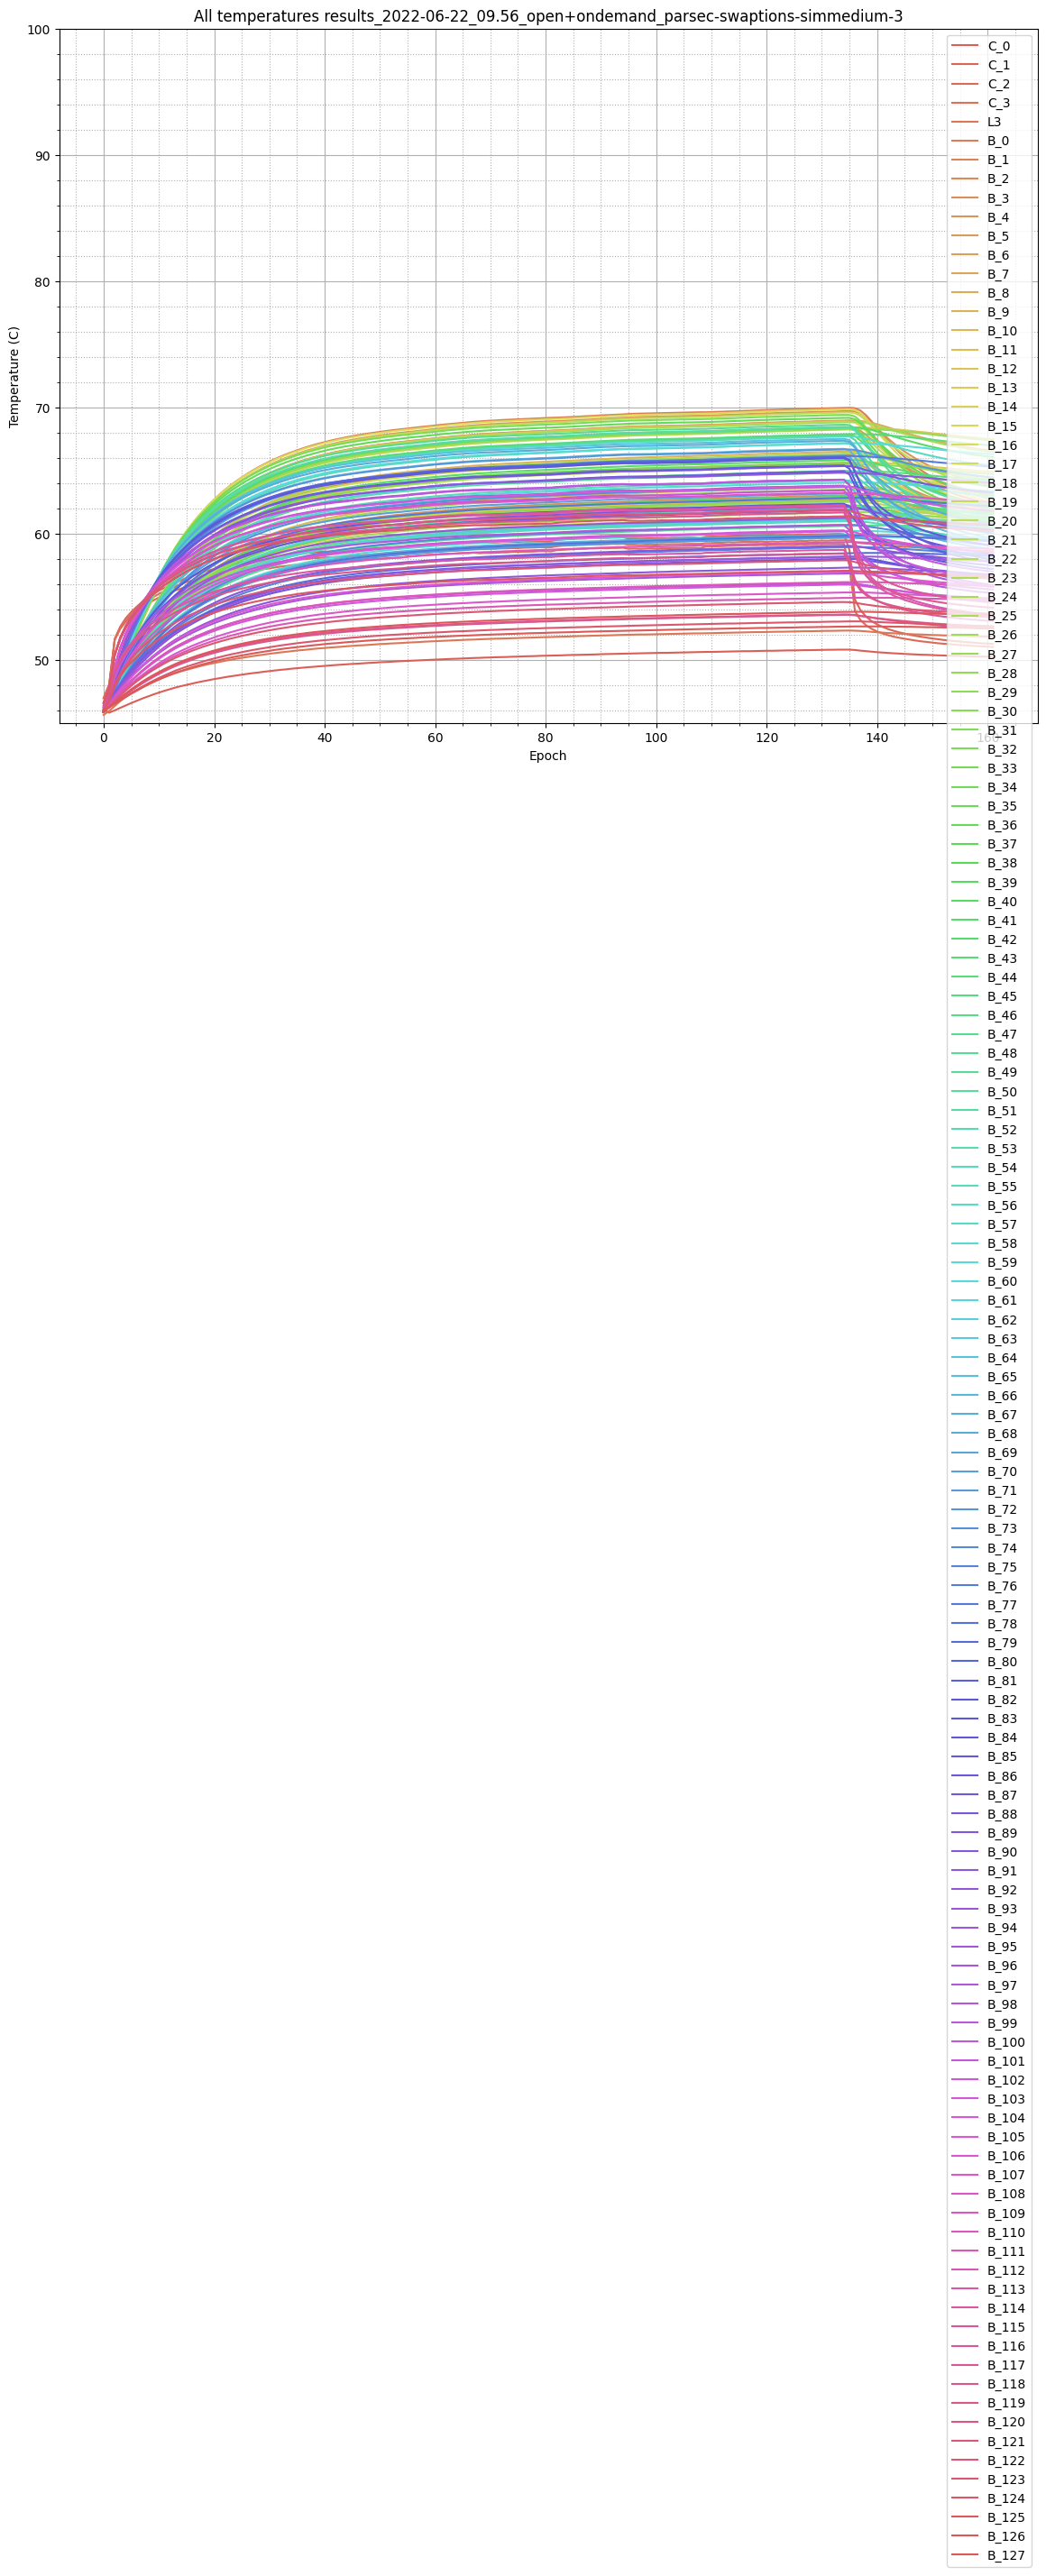 All temperatures results_2022-06-22_09.56_open+ondemand_parsec-swaptions-simmedium-3
100
90
80
70
60
50
Temperature (C)
0
20
40
60
80
100
120
140
160
Epoch
C_0
C_1
C_2
C_3
L3
B_0
B_1
B_2
B_3
B_4
B_5
B_6
B_7
B_8
B_9
B_10
B_11
B_12
B_13
B_14
B_15
B_16
B_17
B_18
B_19
B_20
B_21
B_22
B_23
B_24
B_25
B_26
B_27
B_28
B_29
B_30
B_31
B_32
B_33
B_34
B_35
B_36
B_37
B_38
B_39
B_40
B_41
B_42
B_43
B_44
B_45
B_46
B_47
B_48
B_49
B_50
B_51
B_52
B_53
B_54
B_55
B_56
B_57
B_58
B_59
B_60
B_61
B_62
B_63
B_64
B_65
B_66
B_67
B_68
B_69
B_70
B_71
B_72
B_73
B_74
B_75
B_76
B_77
B_78
B_79
B_80
B_81
B_82
B_83
B_84
B_85
B_86
B_87
B_88
B_89
B_90
B_91
B_92
B_93
B_94
B_95
B_96
B_97
B_98
B_99
B_100
B_101
B_102
B_103
B_104
B_105
B_106
B_107
B_108
B_109
B_110
B_111
B_112
B_113
B_114
B_115
B_116
B_117
B_118
B_119
B_120
B_121
B_122
B_123
B_124
B_125
B_126
B_127